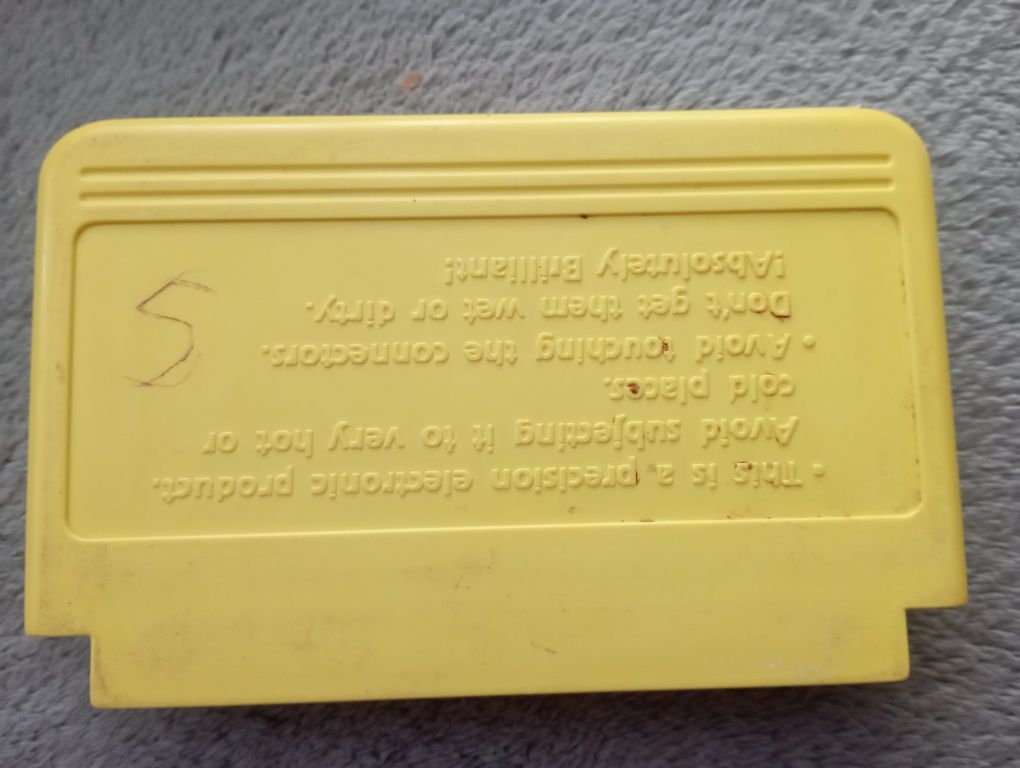 • This is a precision electronic product.
Avoid subjecting it to very hot or
cold places.
• Avoid touching the connectors.
Don't get them wet or dirty.
!Absolutely Brilliant!
S